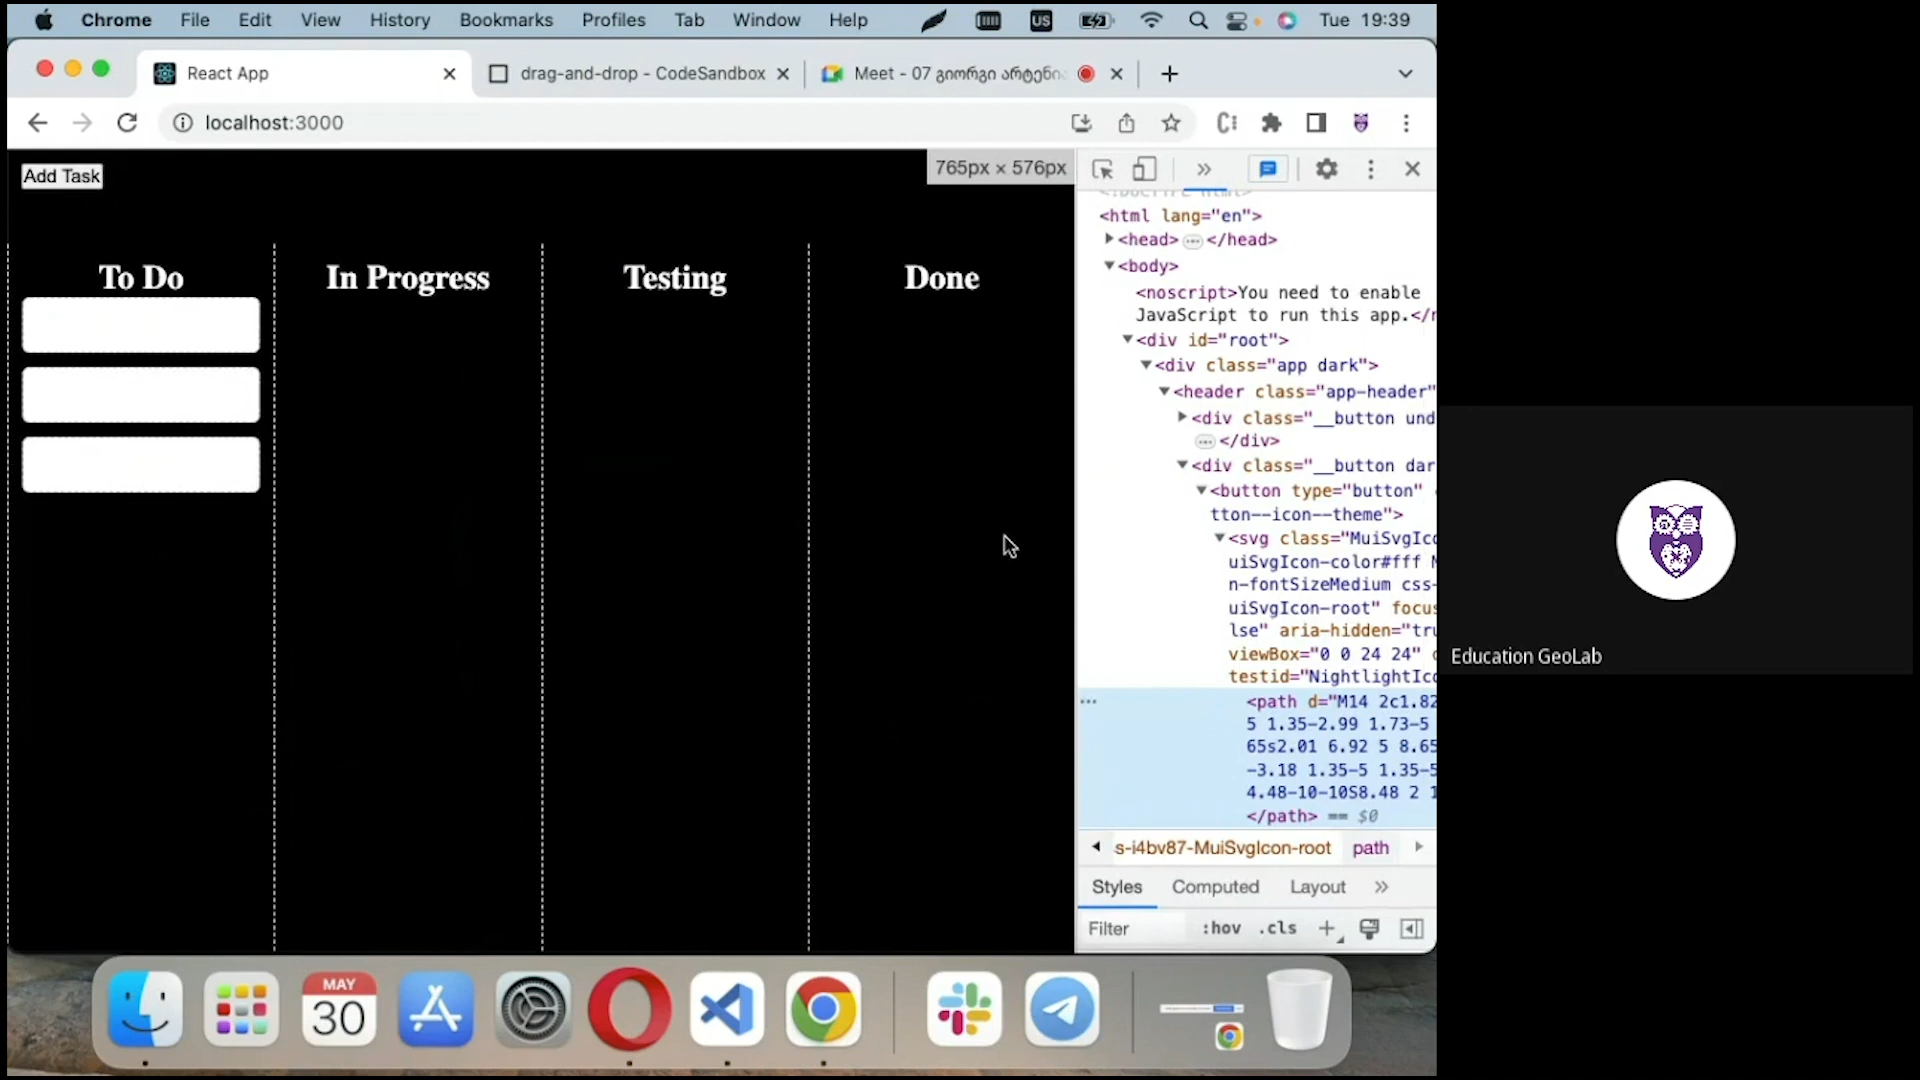 Chrome File Edit View History Bookmarks Profiles Tab Window Help US Tue 19:39
React App drag-and-drop - CodeSandbox Meet - 07 გიორგი
localhost:3000
Add Task
765px × 576px
To Do In Progress Testing Done
<html lang="en">
<head> … </head>
<body>
<noscript>You need to enable
JavaScript to run this app.</
<div id="root">
<div class="app dark">
<header class="app-header"
<div class="__button und
… </div>
<div class="__button dar
<button type="button"
tton--icon--theme">
<svg class="MuiSvgIc
uiSvgIcon-color#fff
n-fontSizeMedium css-
uiSvgIcon-root" focus
lse" aria-hidden="tru
viewBox="0 0 24 24"
testid="NightlightIc
… <path d="M14 2c1.82
5 1.35-2.99 1.73-5
65s2.01 6.92 5 8.65
-3.18 1.35-5 1.35-5
4.48-10-10S8.48 2 1
</path> == $0
s-i4bv87-MuiSvgIcon-root path
Styles Computed Layout
Filter :hov .cls
MAY
30
Education GeoLab